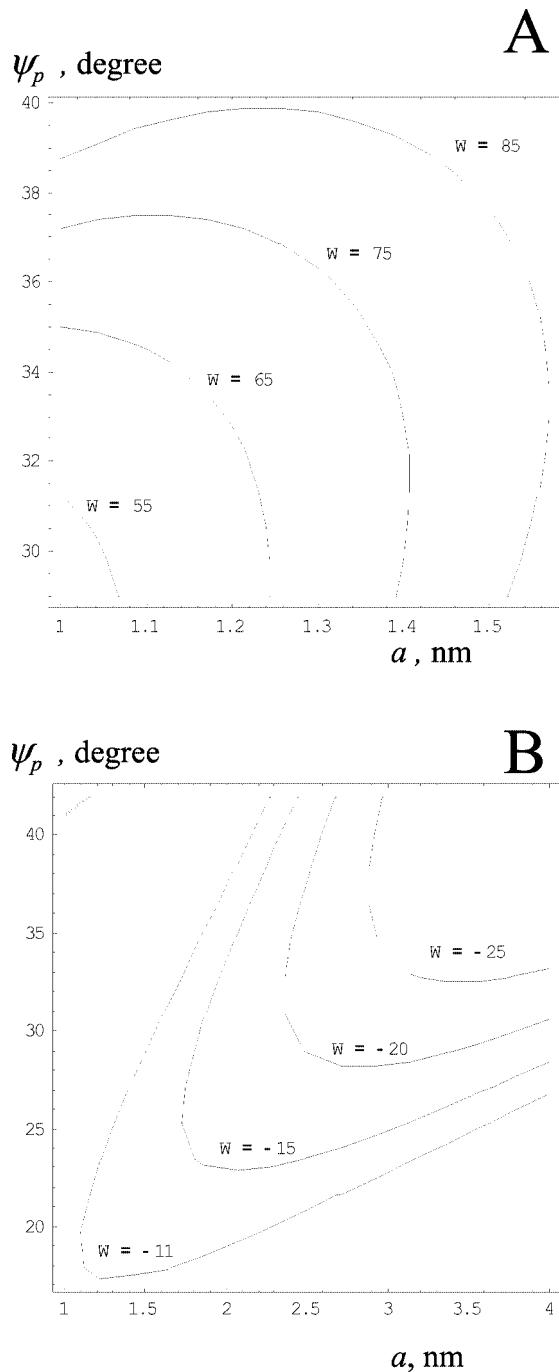 A
ψp , degree
40
W = 85
38
W = 75
36
34
W = 65
32
W = 55
30
1 1.1 1.2 1.3 1.4 1.5
a , nm
B
ψp , degree
40
35
W = -25
30
W = -20
25
W = -15
20
W = -11
1 1.5 2 2.5 3 3.5 4
a, nm